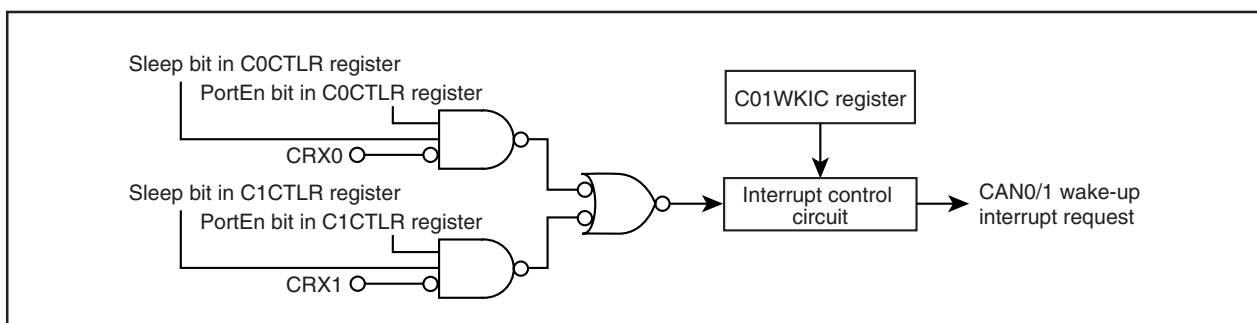 Sleep bit in C0CTLR register
PortEn bit in C0CTLR register
CRX0
Sleep bit in C1CTLR register
PortEn bit in C1CTLR register
CRX1
C01WKIC register
Interrupt control
circuit
CAN0/1 wake-up
interrupt request